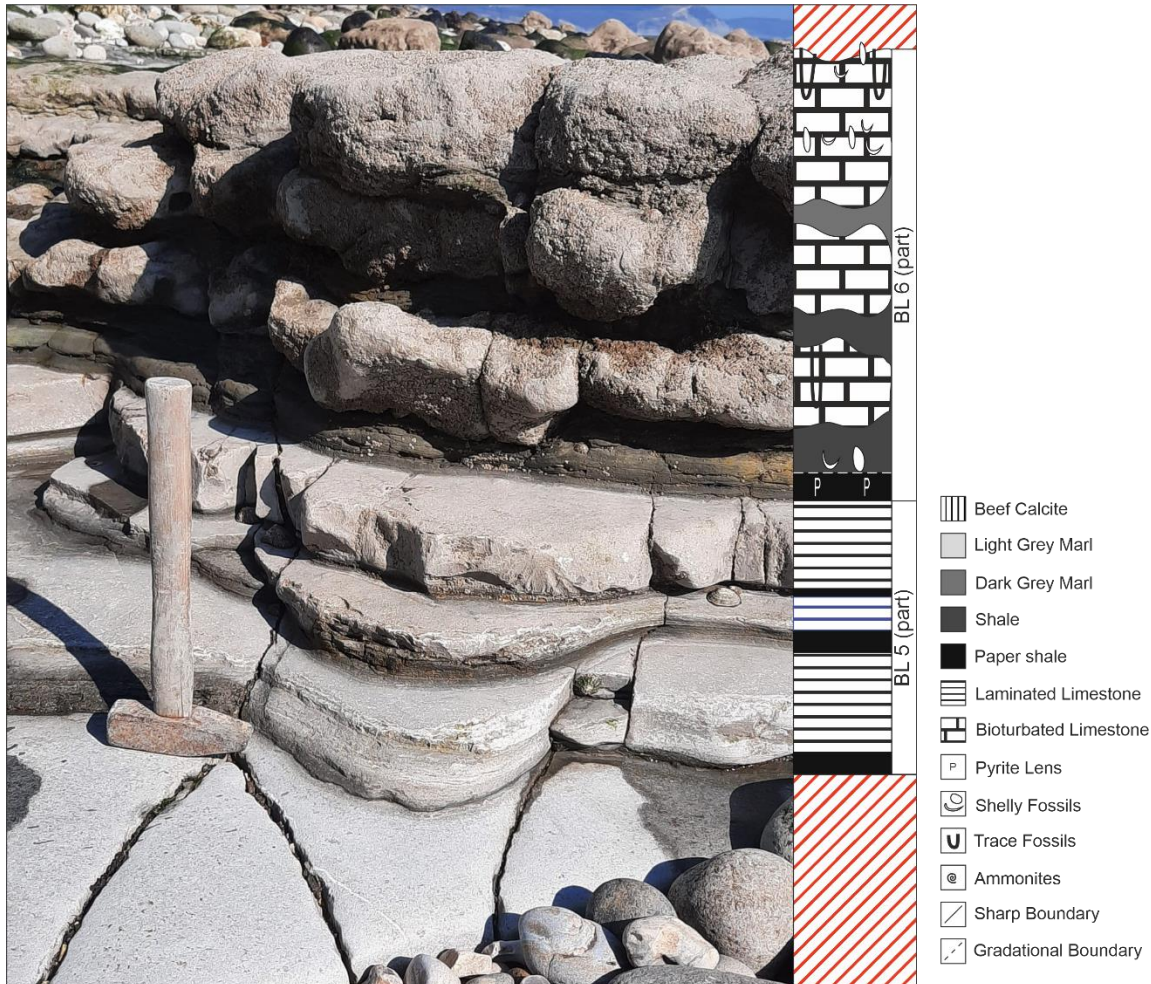 BL 6 (part)
P P
BL 5 (part)
Beef Calcite
Light Grey Marl
Dark Grey Marl
Shale
Paper shale
Laminated Limestone
Bioturbated Limestone
P Pyrite Lens
Shelly Fossils
Trace Fossils
Ammonites
Sharp Boundary
Gradational Boundary